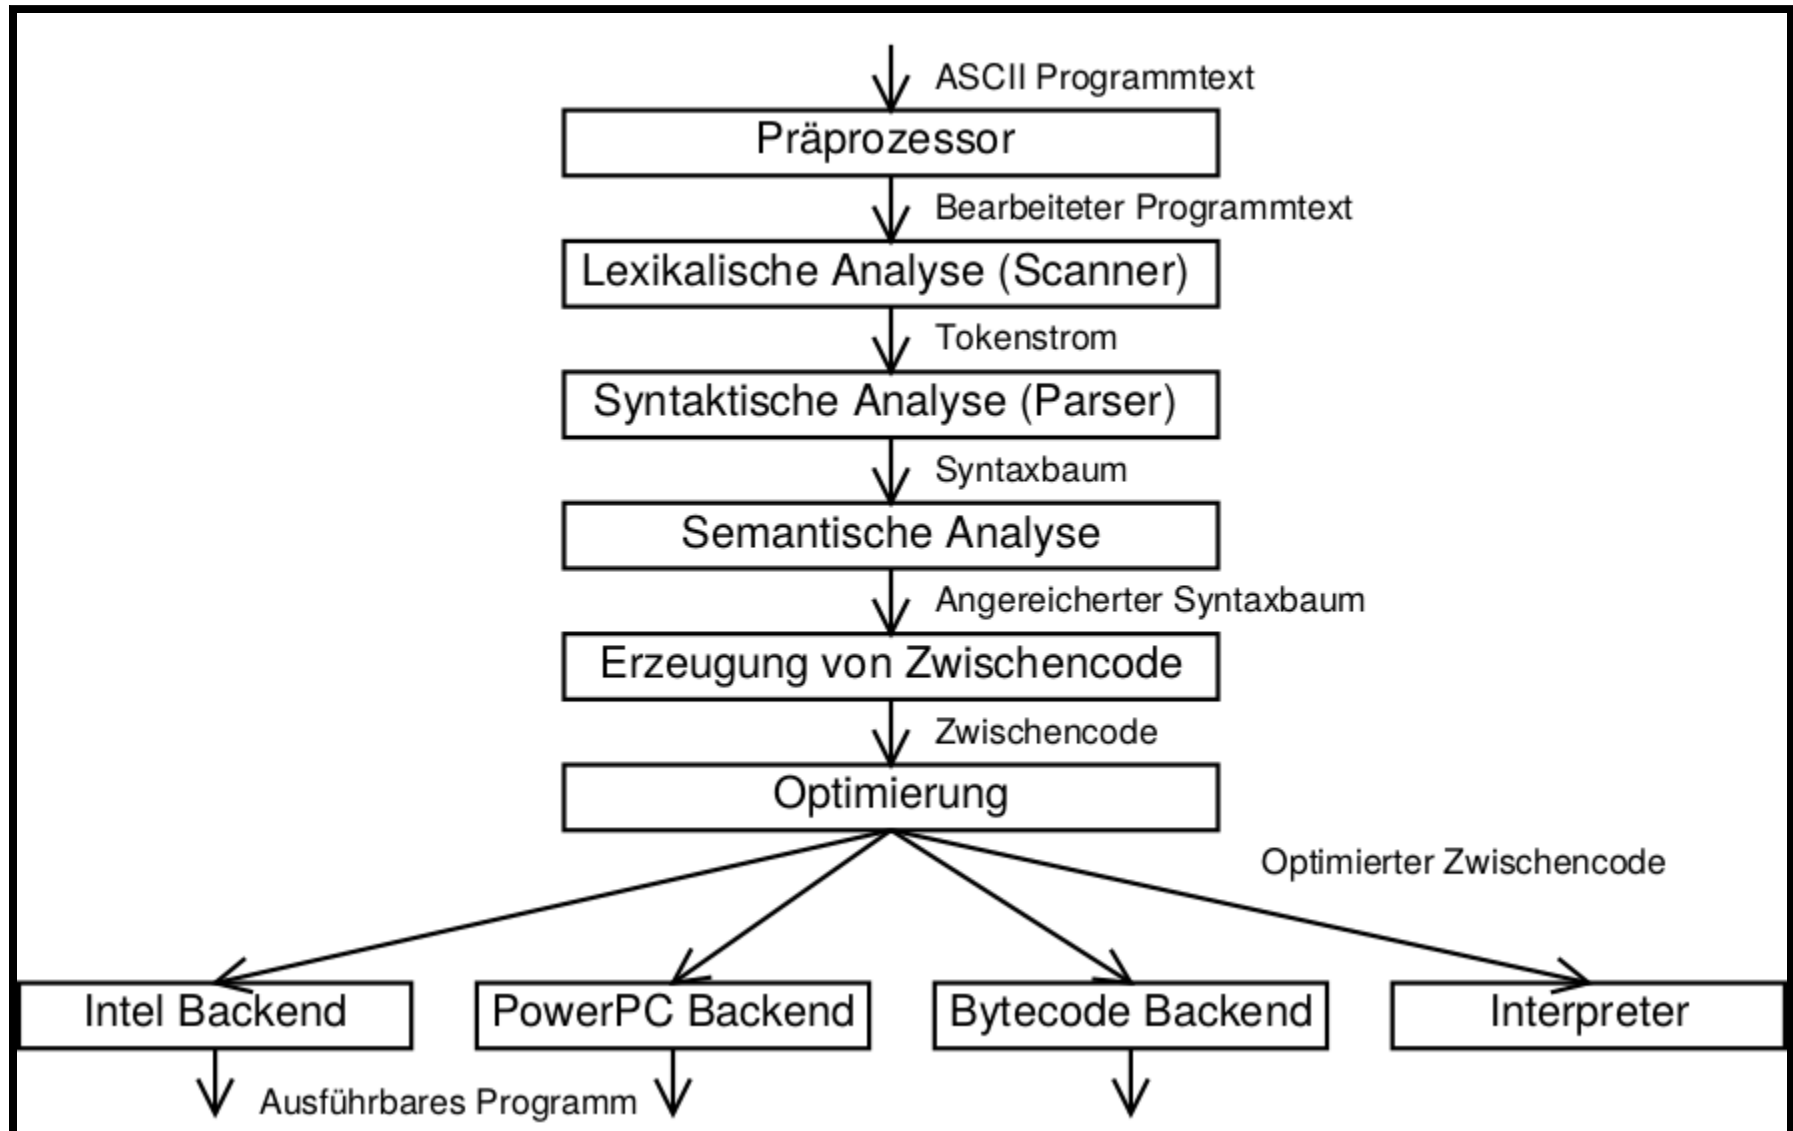 ASCII Programmtext
Präprozessor
Bearbeiteter Programmtext
Lexikalische Analyse (Scanner)
Tokenstrom
Syntaktische Analyse (Parser)
Syntaxbaum
Semantische Analyse
Angereicherter Syntaxbaum
Erzeugung von Zwischencode
Zwischencode
Optimierung
Optimierter Zwischencode
Intel Backend
PowerPC Backend
Bytecode Backend
Interpreter
Ausführbares Programm